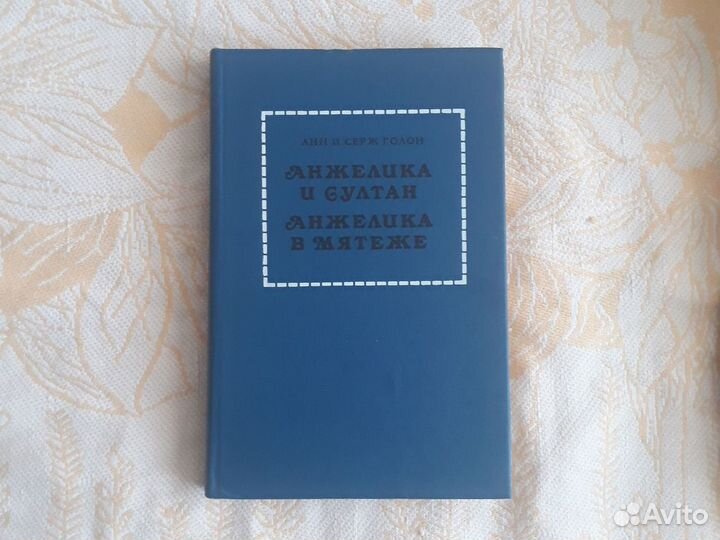 АНН И СЕРЖ ГОЛОН
АНЖЕЛИКА
И СУЛТАН
АНЖЕЛИКА
В МЯТЕЖЕ
Avito